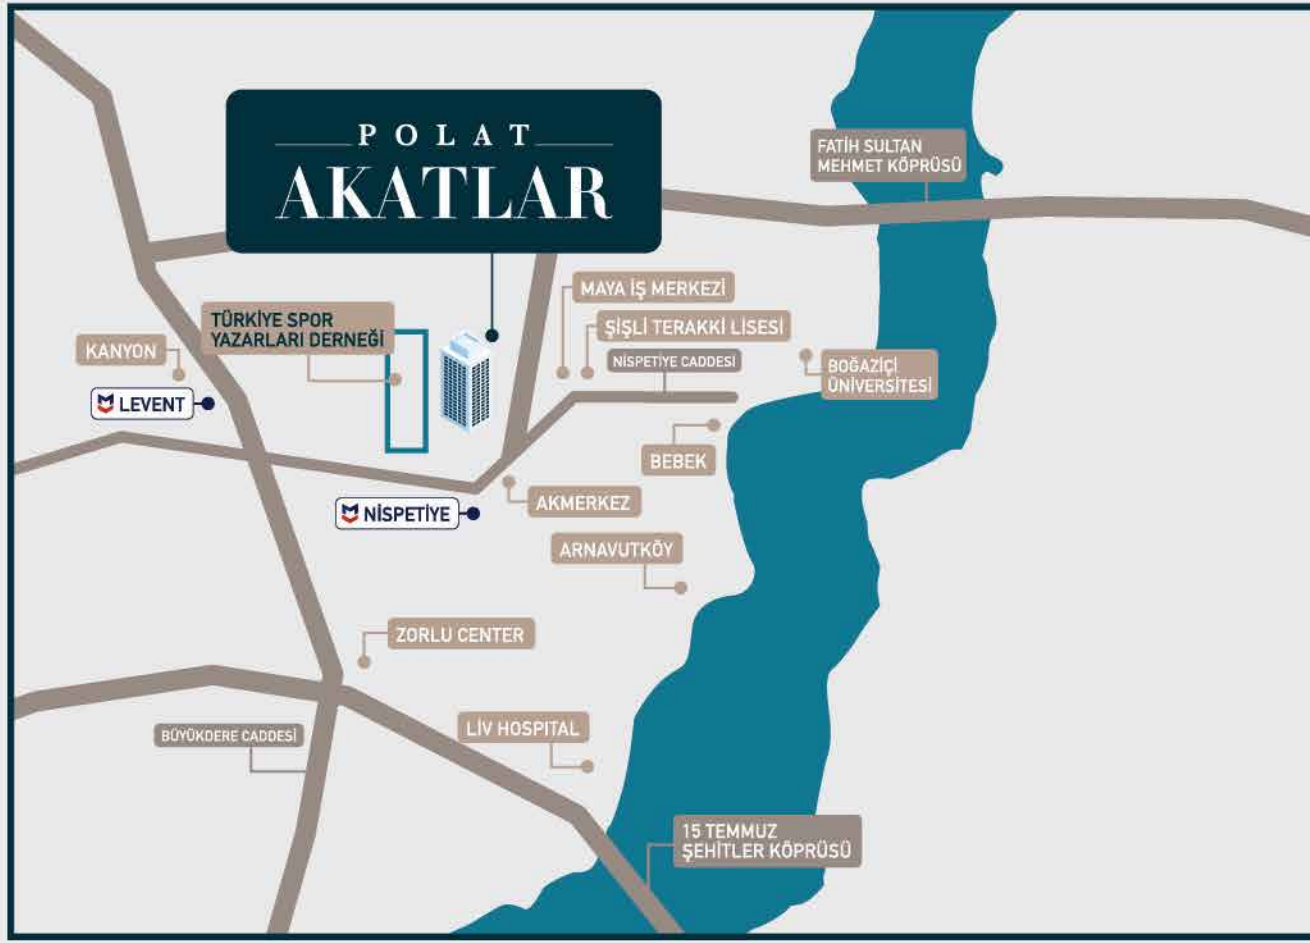 POLAT
AKATLAR
FATİH SULTAN
MEHMET KÖPRÜSÜ
MAYA İŞ MERKEZİ
TÜRKİYE SPOR
YAZARLARI DERNEĞİ
ŞİŞLİ TERAKKİ LİSESİ
KANYON
NİSPETİYE CADDESİ
BOĞAZİÇİ
ÜNİVERSİTESİ
LEVENT
BEBEK
AKMERKEZ
NİSPETİYE
ARNAVUTKÖY
ZORLU CENTER
LİV HOSPITAL
BÜYÜKDERE CADDESİ
15 TEMMUZ
ŞEHİTLER KÖPRÜSÜ